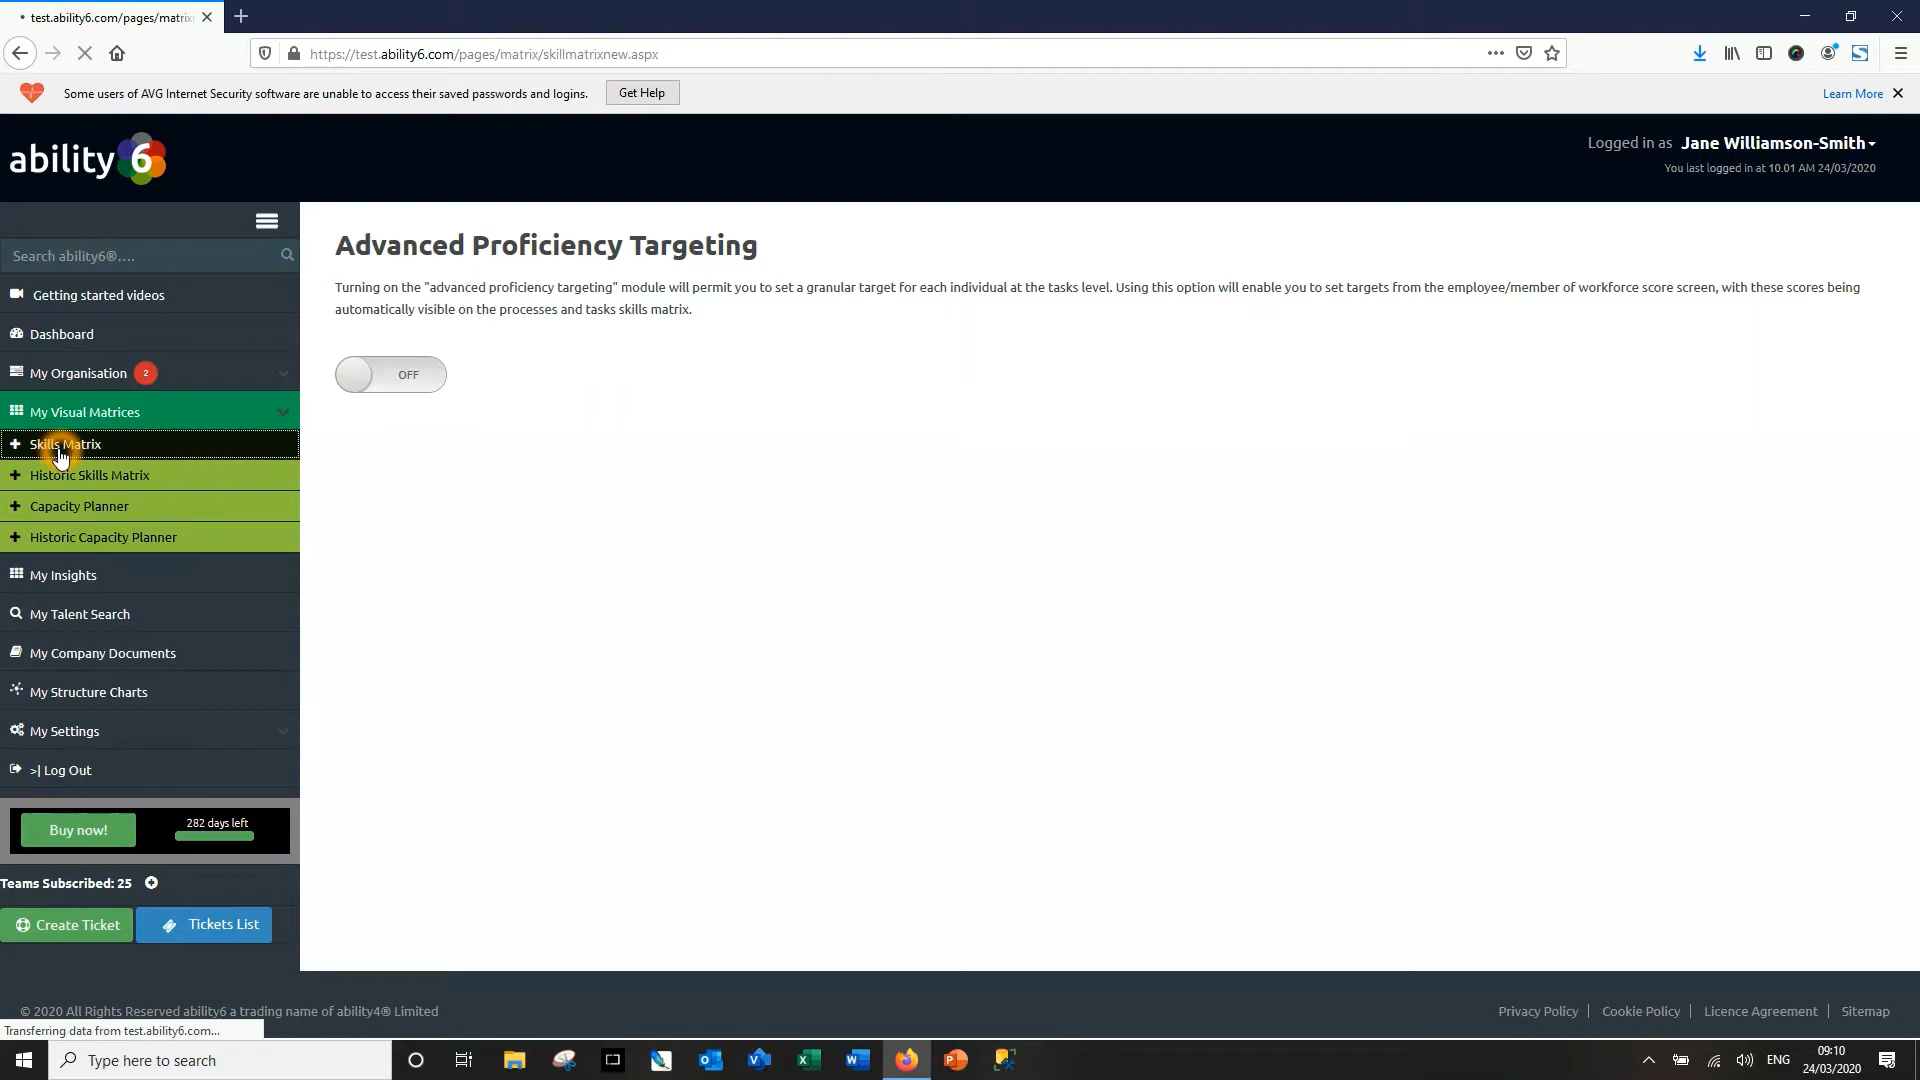 test.ability6.com/pages/matrix
https://test.ability6.com/pages/matrix/skillmatrixnew.aspx
Some users of AVG Internet Security software are unable to access their saved passwords and logins.
Get Help
Learn More
ability6
Logged in as Jane Williamson-Smith
You last logged in at 10.01 AM 24/03/2020
Search ability6®....
Getting started videos
Dashboard
My Organisation 2
My Visual Matrices
Skills Matrix
Historic Skills Matrix
Capacity Planner
Historic Capacity Planner
My Insights
My Talent Search
My Company Documents
My Structure Charts
My Settings
>| Log Out
Buy now!
282 days left
Teams Subscribed: 25
Create Ticket
Tickets List
Advanced Proficiency Targeting
Turning on the "advanced proficiency targeting" module will permit you to set a granular target for each individual at the tasks level. Using this option will enable you to set targets from the employee/member of workforce score screen, with these scores being
automatically visible on the processes and tasks skills matrix.
OFF
© 2020 All Rights Reserved ability6 a trading name of ability4® Limited
Privacy Policy | Cookie Policy | Licence Agreement | Sitemap
Transferring data from test.ability6.com...
Type here to search
ENG
09:10
24/03/2020